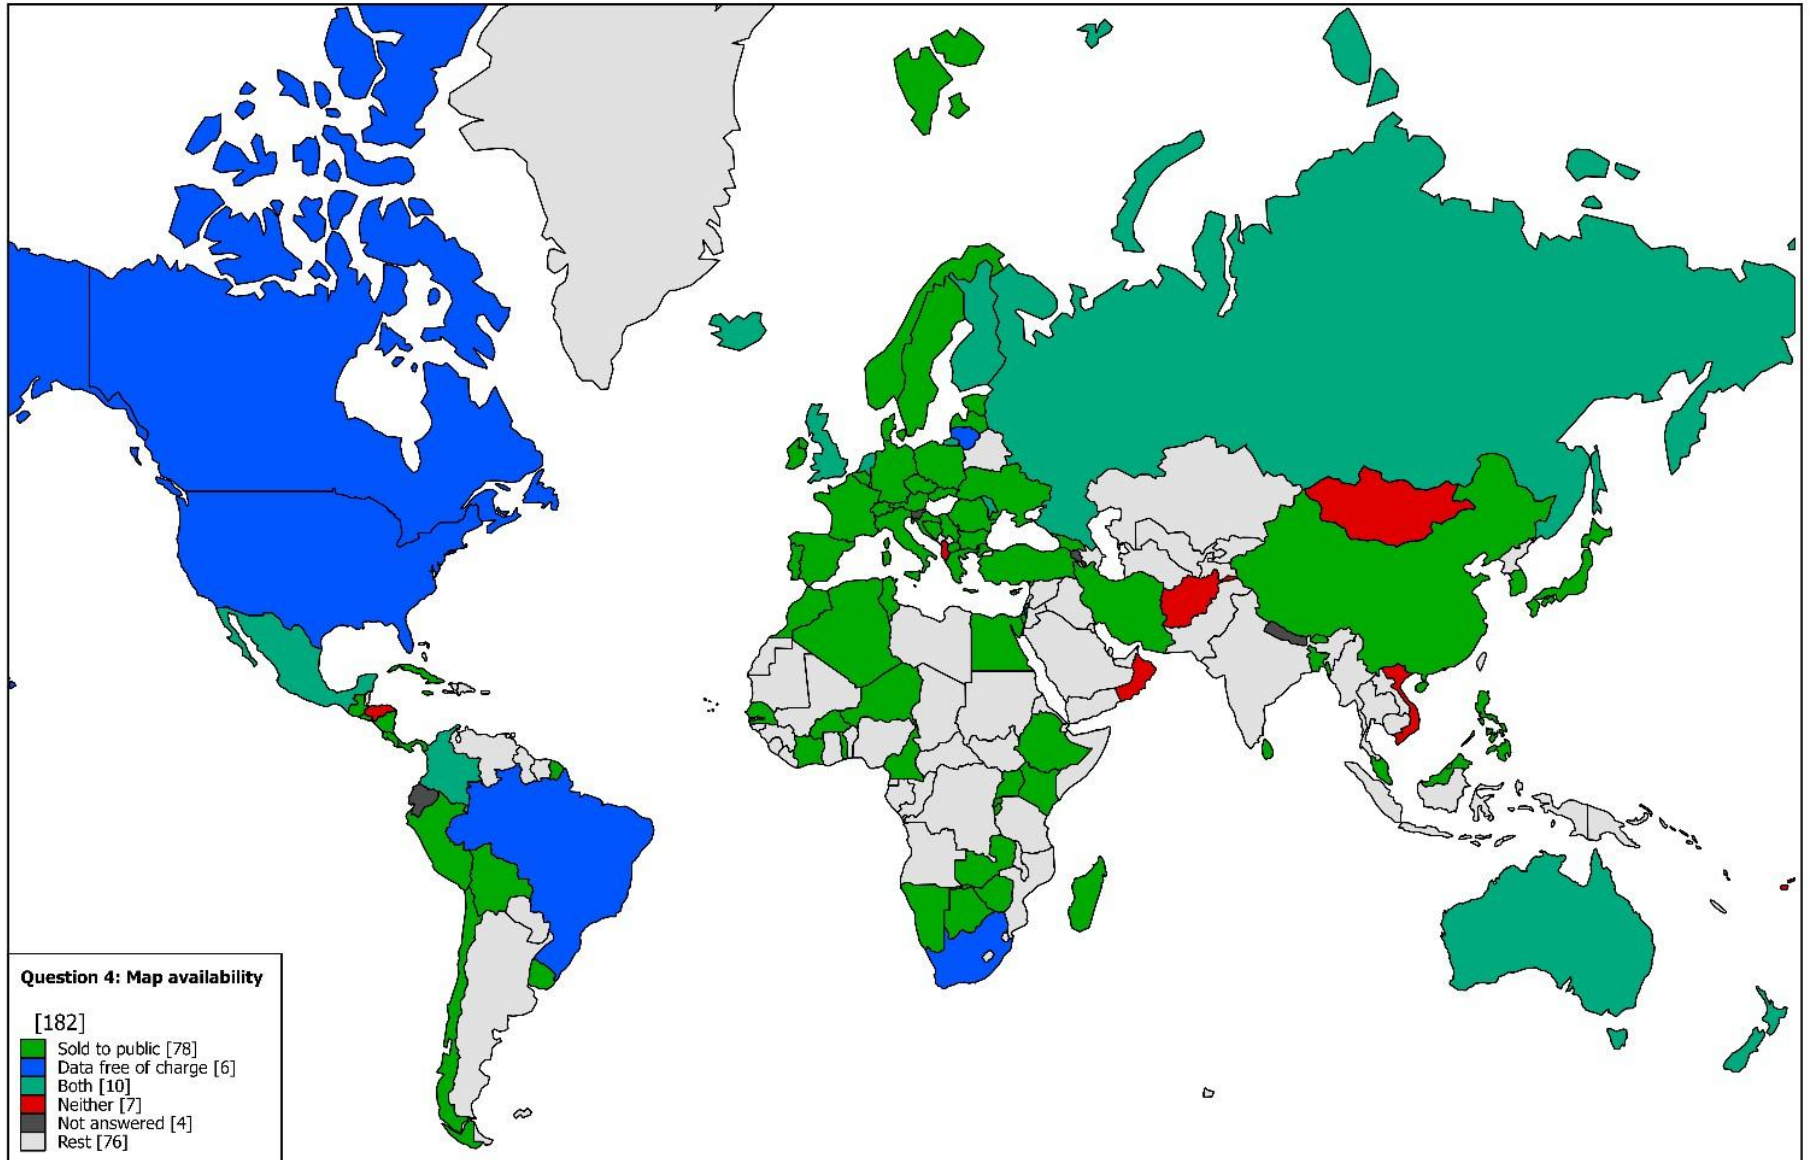 Question 4: Map availability
[182]
Sold to public [78]
Data free of charge [6]
Both [10]
Neither [7]
Not answered [4]
Rest [76]